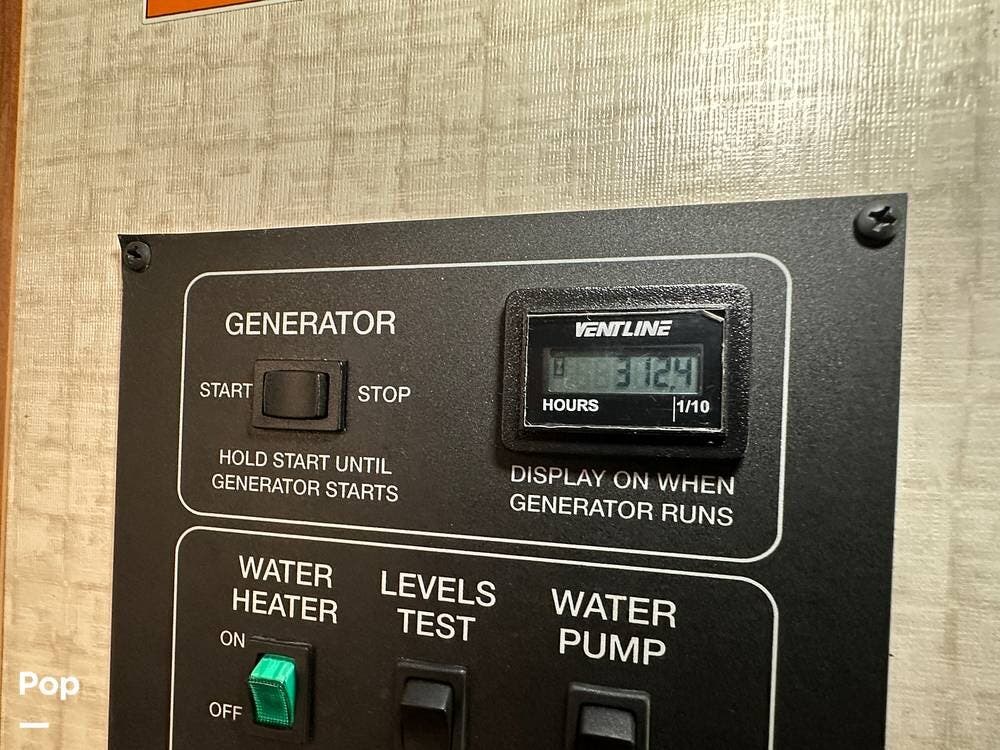 GENERATOR
START STOP
HOLD START UNTIL
GENERATOR STARTS
VENTLINE
312.4
HOURS 1/10
DISPLAY ON WHEN
GENERATOR RUNS
WATER
HEATER
ON
OFF
LEVELS
TEST
WATER
PUMP
Pop